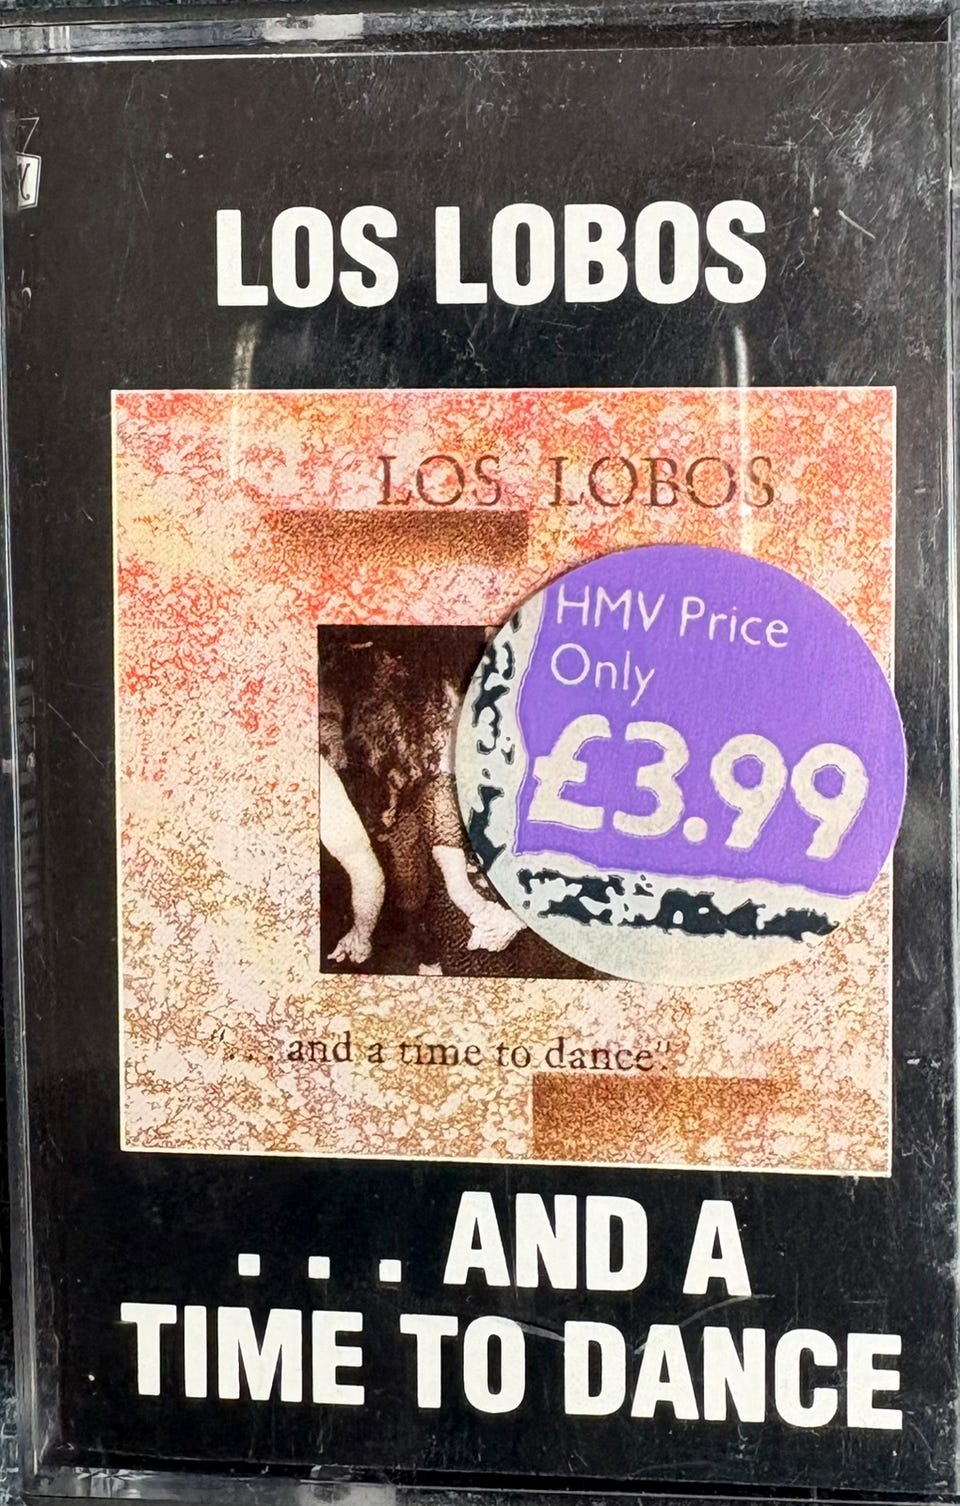 LOS LOBOS
LOS LOBOS
HMV Price
Only
£3.99
"...and a time to dance"
. . . AND A
TIME TO DANCE